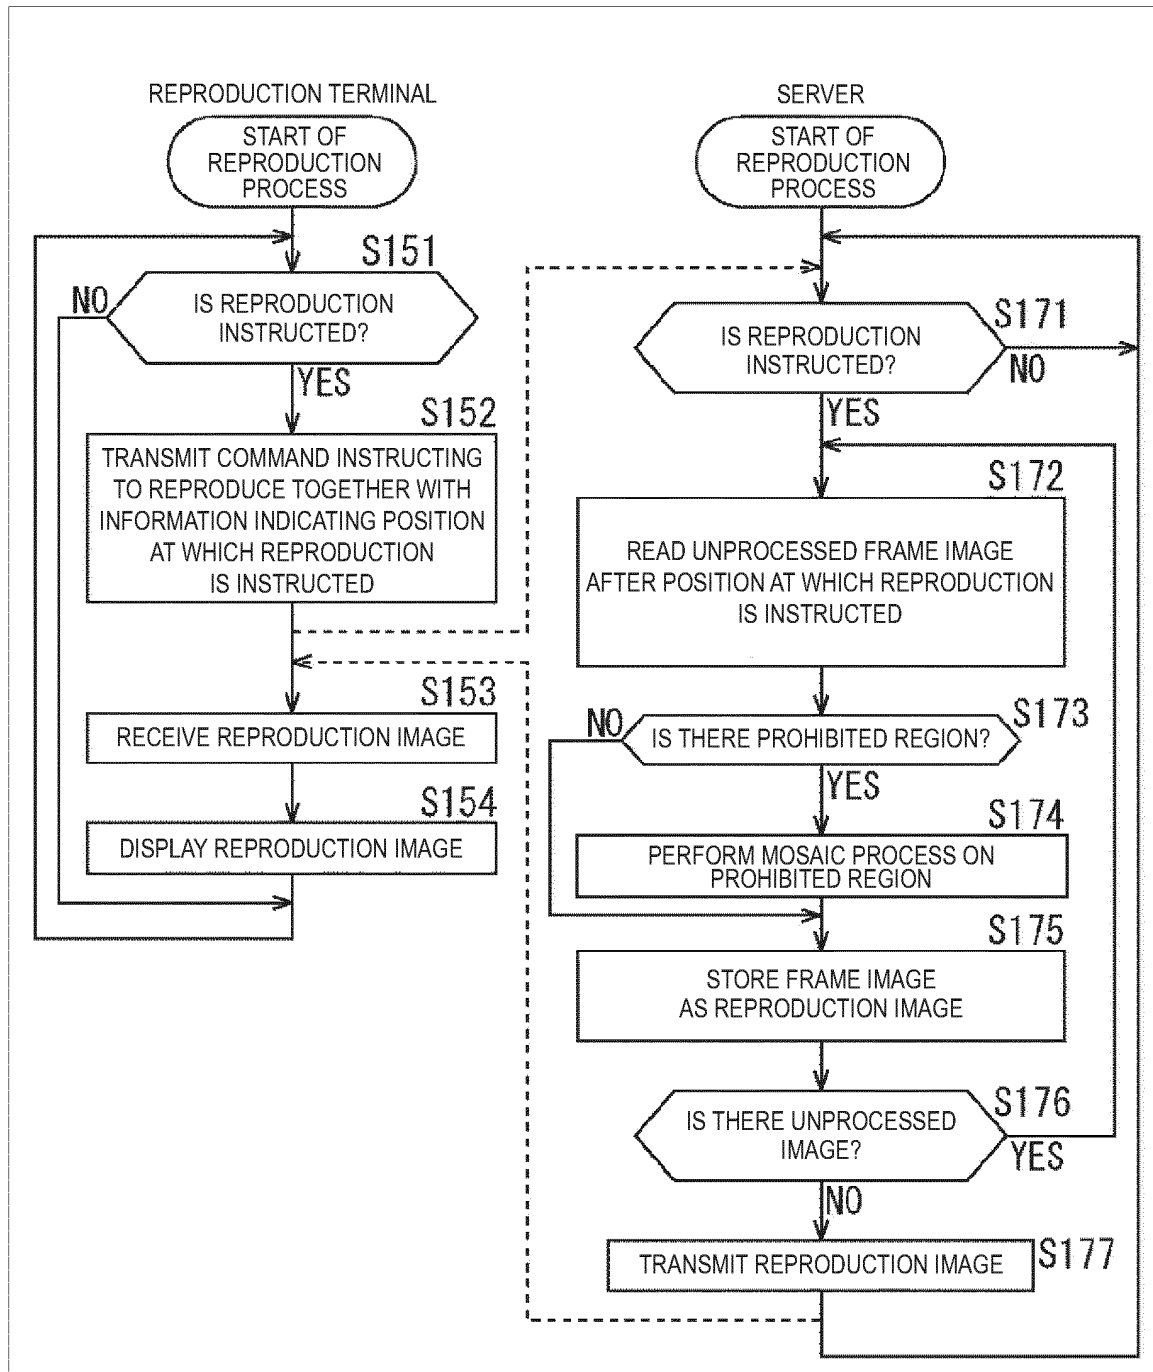 REPRODUCTION TERMINAL
START OF
REPRODUCTION
PROCESS
S151
IS REPRODUCTION
INSTRUCTED?
NO
YES
S152
TRANSMIT COMMAND INSTRUCTING
TO REPRODUCE TOGETHER WITH
INFORMATION INDICATING POSITION
AT WHICH REPRODUCTION
IS INSTRUCTED
S153
RECEIVE REPRODUCTION IMAGE
S154
DISPLAY REPRODUCTION IMAGE
SERVER
START OF
REPRODUCTION
PROCESS
S171
IS REPRODUCTION
INSTRUCTED?
NO
YES
S172
READ UNPROCESSED FRAME IMAGE
AFTER POSITION AT WHICH REPRODUCTION
IS INSTRUCTED
S173
NO
IS THERE PROHIBITED REGION?
YES
S174
PERFORM MOSAIC PROCESS ON
PROHIBITED REGION
S175
STORE FRAME IMAGE
AS REPRODUCTION IMAGE
S176
IS THERE UNPROCESSED
IMAGE?
YES
NO
S177
TRANSMIT REPRODUCTION IMAGE